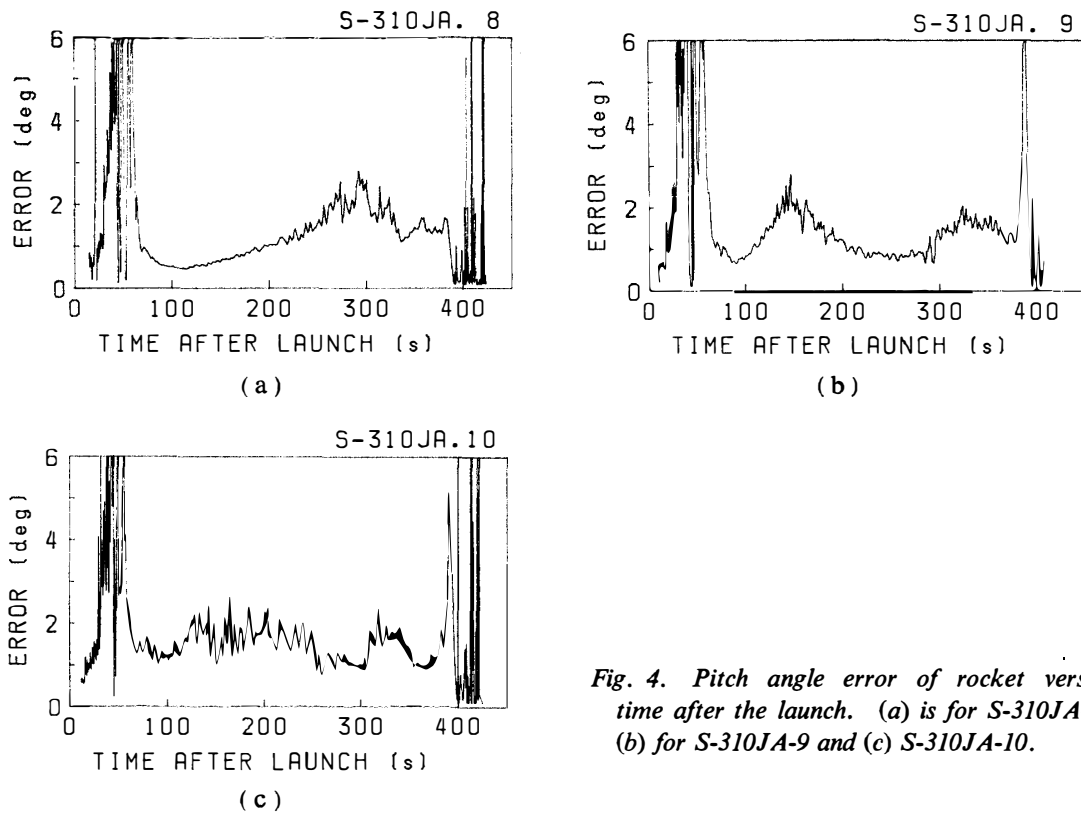 S-310JA. 8
6
4
2
0
ERROR (deg)
0 100 200 300 400
TIME AFTER LAUNCH (s)
(a)
S-310JA. 9
6
4
2
0
ERROR (deg)
0 100 200 300 400
TIME AFTER LAUNCH (s)
(b)
S-310JA.10
6
4
2
0
ERROR (deg)
0 100 200 300 400
TIME AFTER LAUNCH (s)
(c)
Fig. 4. Pitch angle error of rocket vers
time after the launch. (a) is for S-310JA
(b) for S-310JA-9 and (c) S-310JA-10.